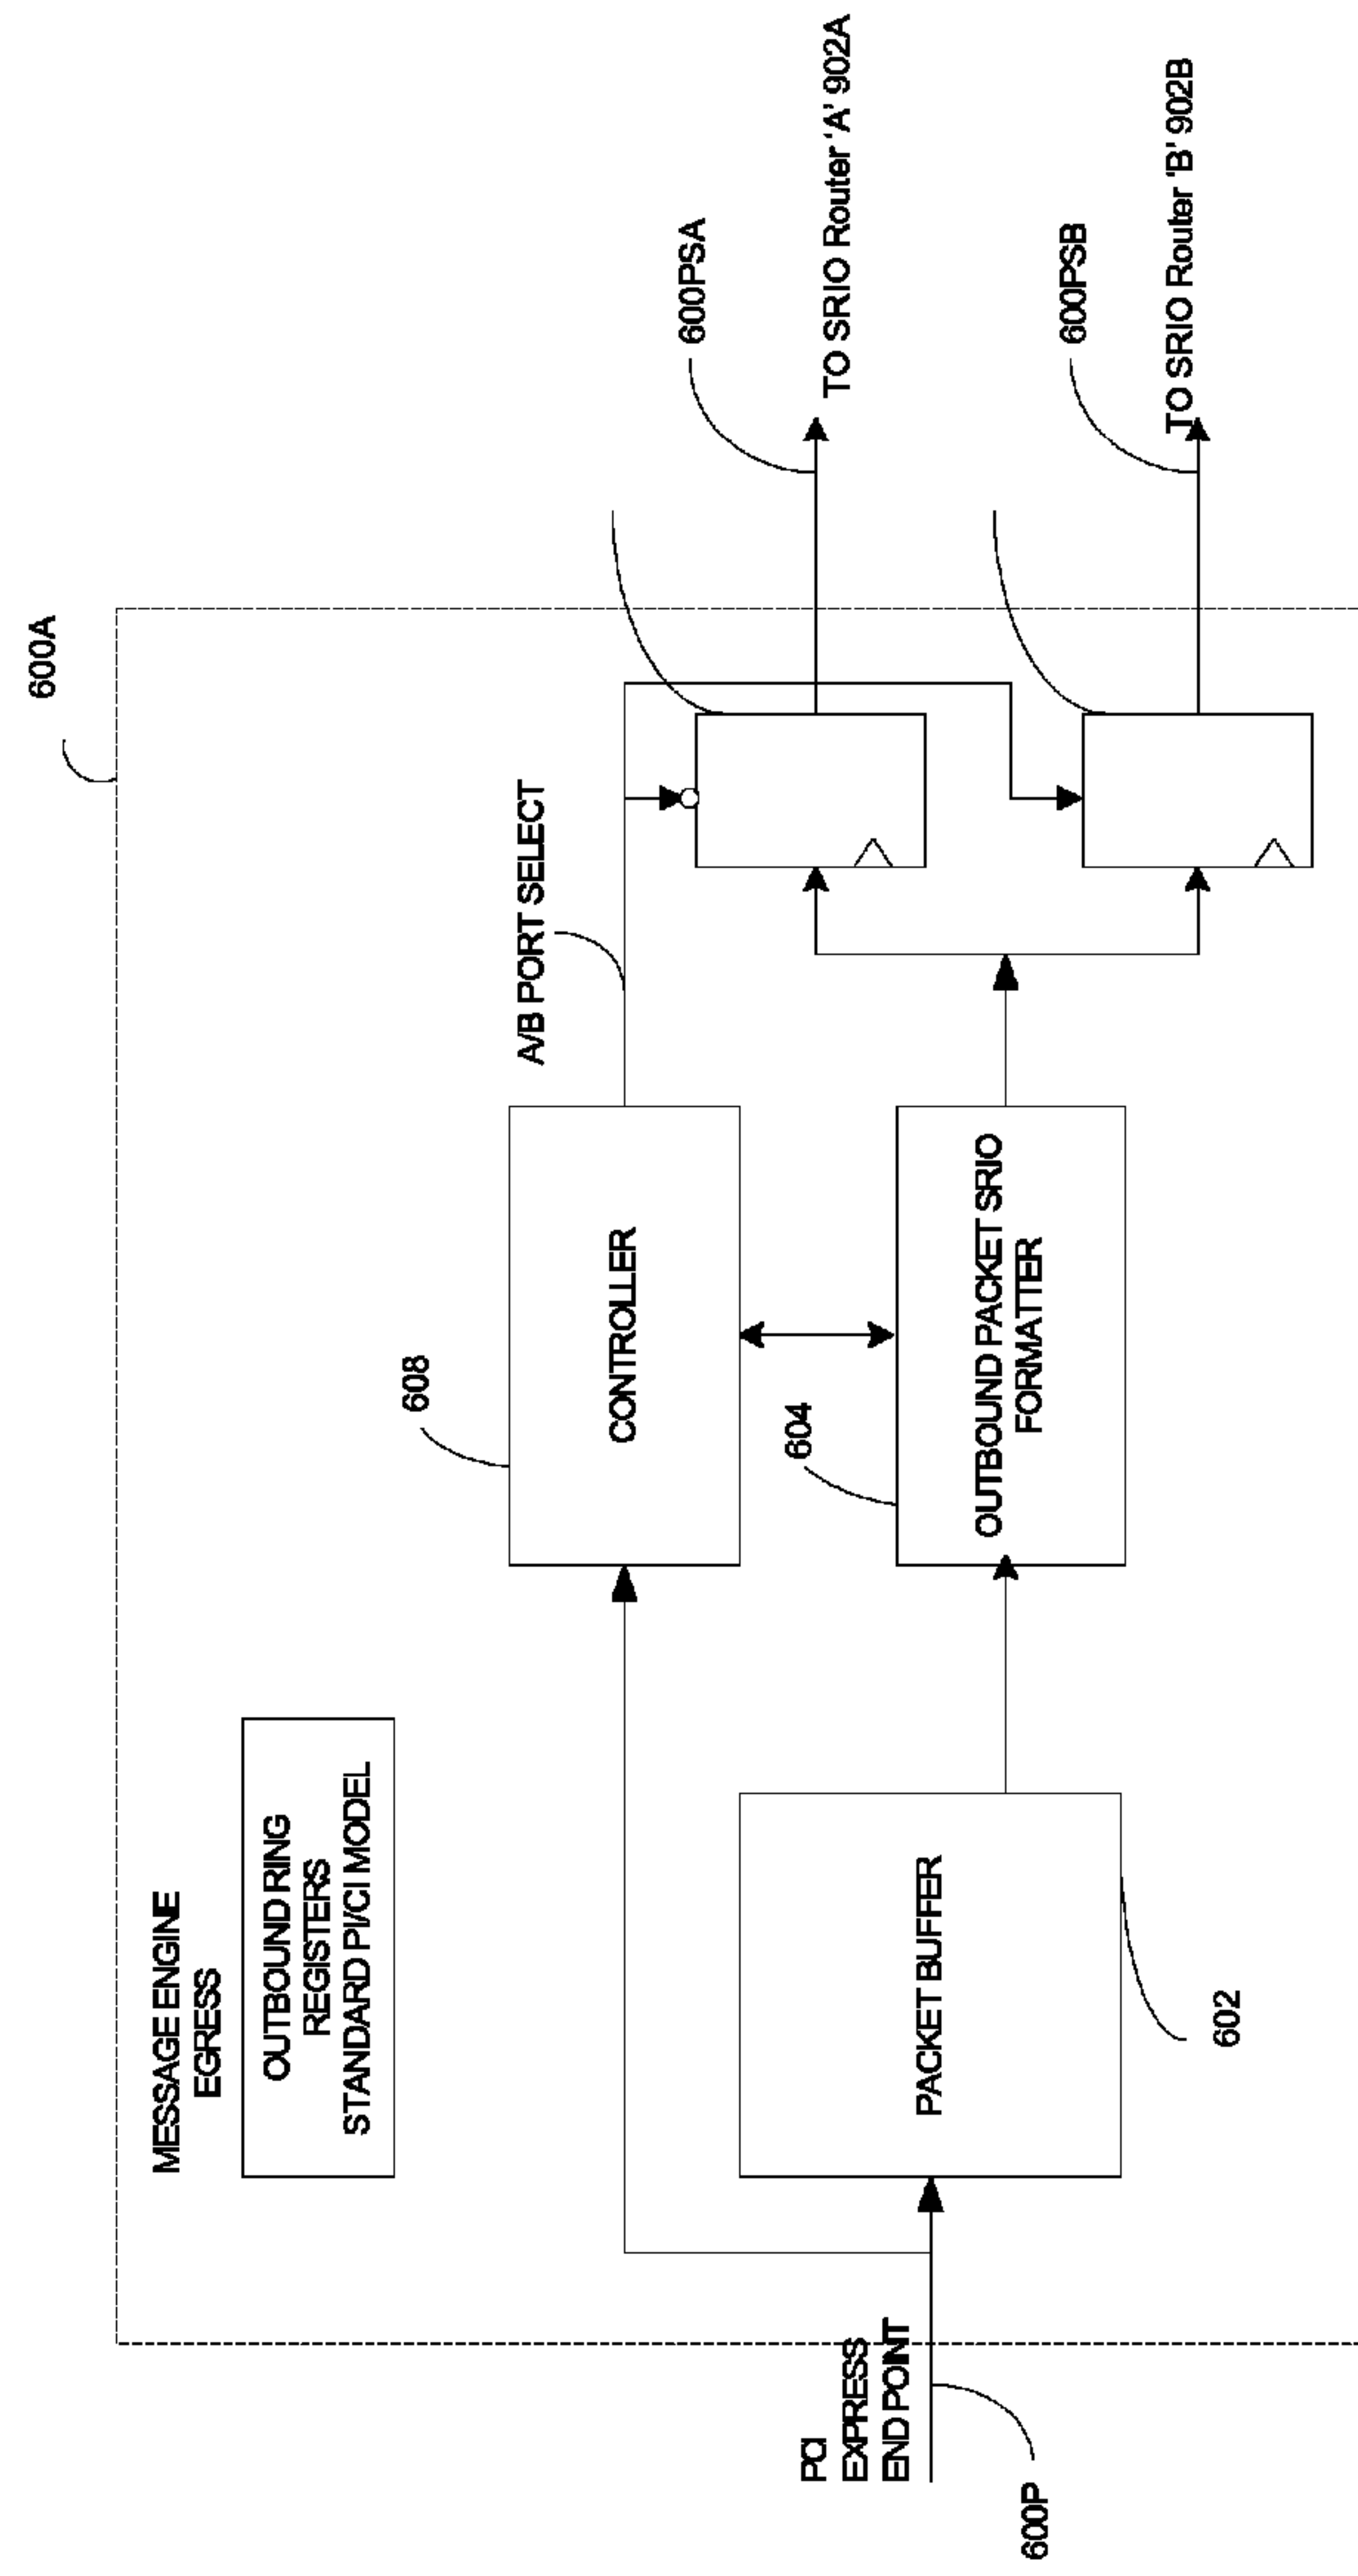 600A
MESSAGE ENGINE
EGRESS
OUTBOUND RING
REGISTERS
STANDARD PI/CI MODEL
A/B PORT SELECT
608
CONTROLLER
600PSA
TO SRIO Router 'A' 902A
604
OUTBOUND PACKET SRIO
FORMATTER
600PSB
TO SRIO Router 'B' 902B
PACKET BUFFER
602
PCI
EXPRESS
END POINT
600P